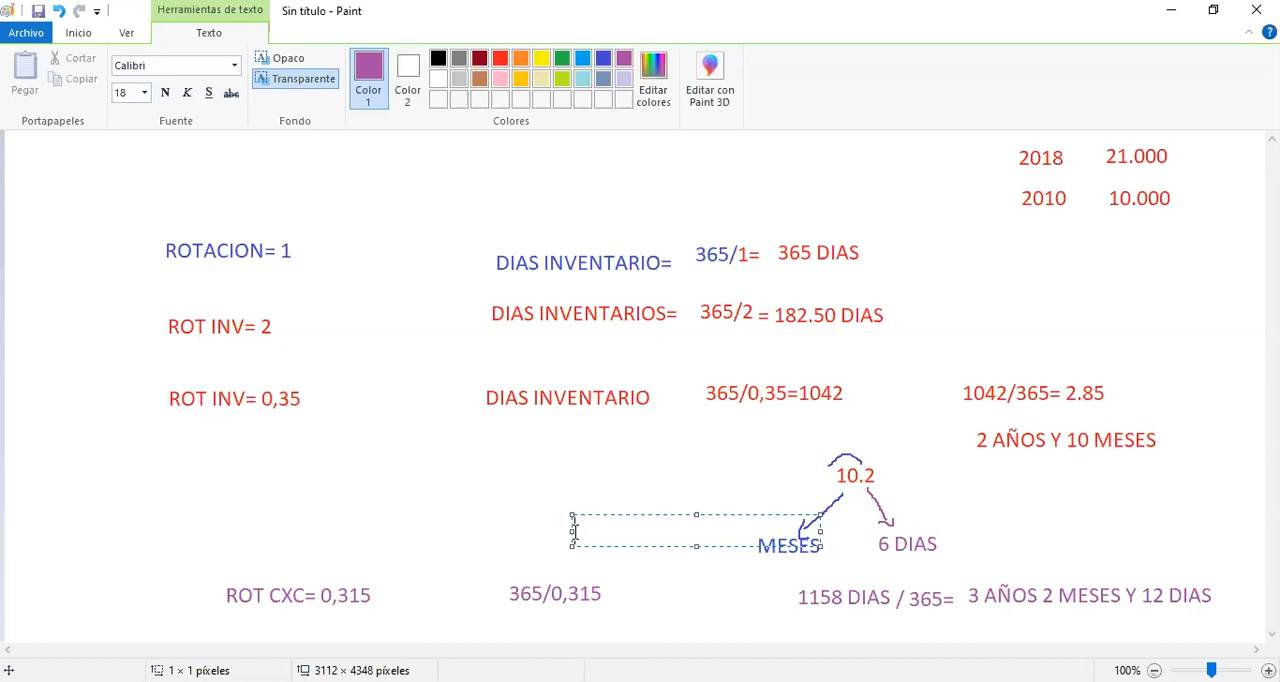 Herramientas de texto
Sin título - Paint
Archivo
Inicio
Ver
Texto
Pegar
Cortar
Copiar
Portapapeles
Calibri
18
N K S abc
Fuente
Opaco
Transparente
Fondo
Color 1
Color 2
Editar colores
Colores
Editar con Paint 3D
2018 21.000
2010 10.000
ROTACION= 1 DIAS INVENTARIO= 365/1= 365 DIAS
ROT INV= 2 DIAS INVENTARIOS= 365/2 = 182.50 DIAS
ROT INV= 0,35 DIAS INVENTARIO 365/0,35=1042 1042/365= 2.85
2 AÑOS Y 10 MESES
10.2
MESES 6 DIAS
ROT CXC= 0,315 365/0,315 1158 DIAS / 365= 3 AÑOS 2 MESES Y 12 DIAS
1 × 1 píxeles
3112 × 4348 píxeles
100%